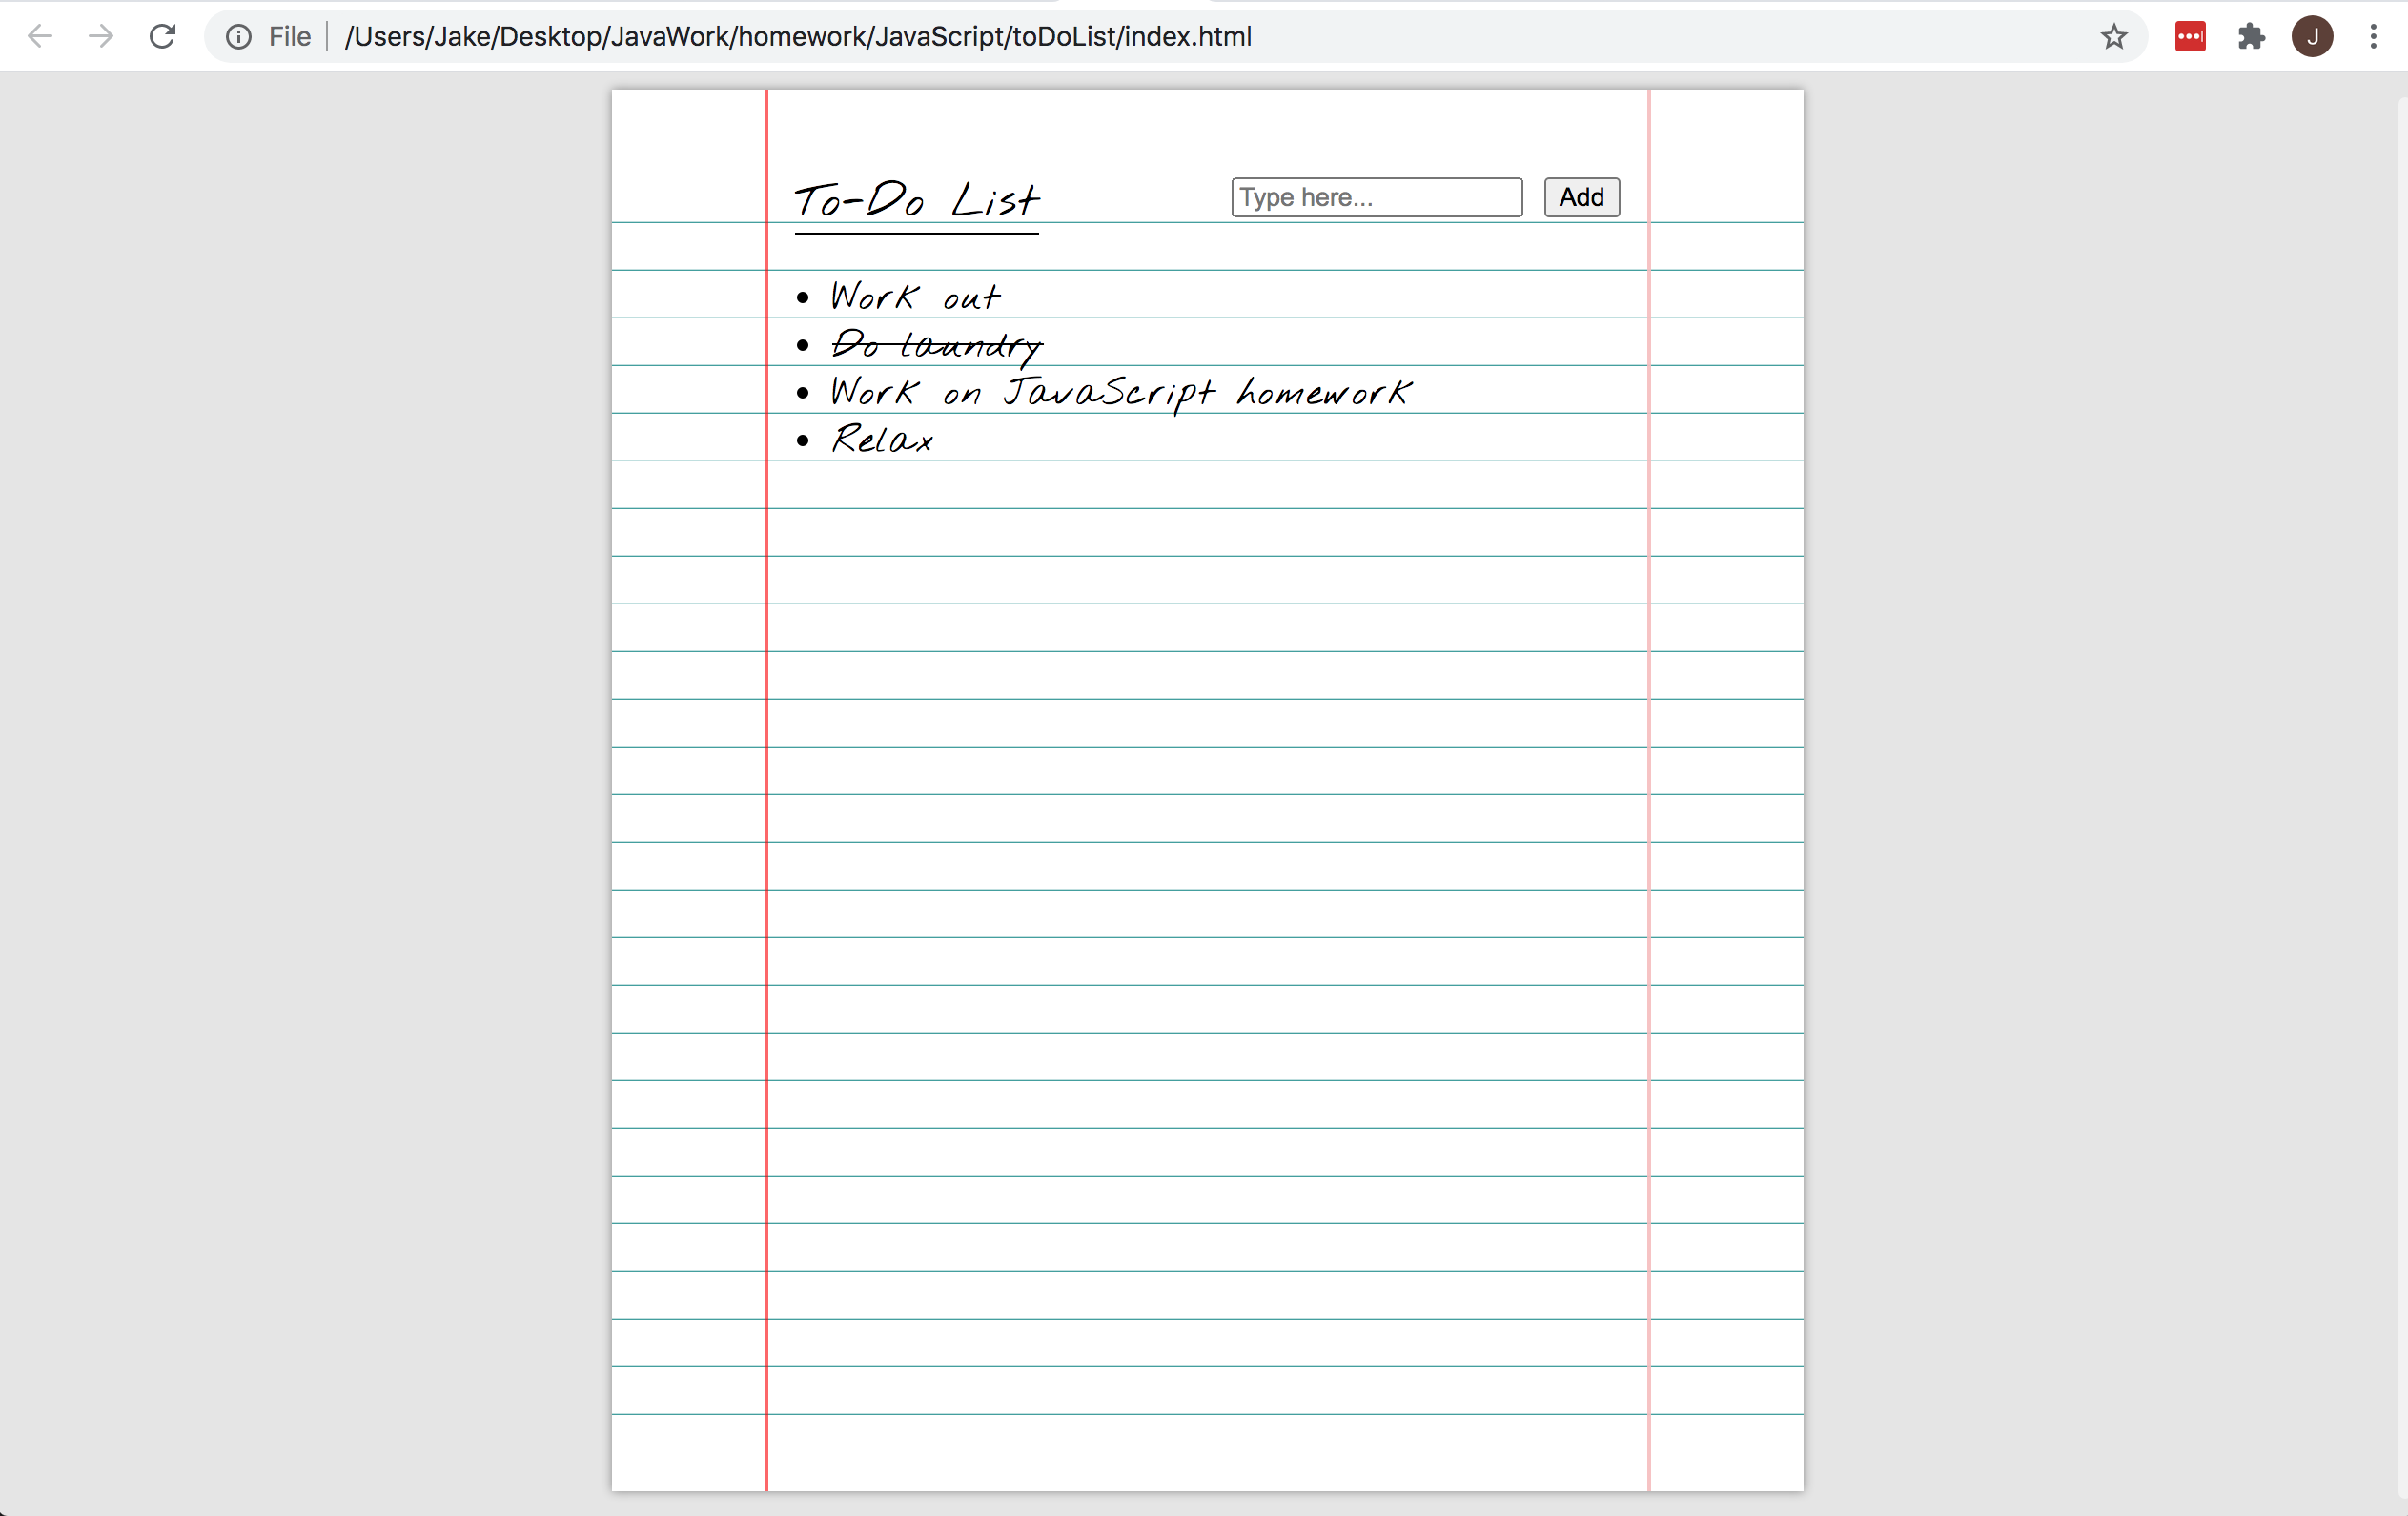 File /Users/Jake/Desktop/JavaWork/homework/JavaScript/toDoList/index.html J
To-Do List Type here... Add
Work out
Do laundry
Work on JavaScript homework
Relax